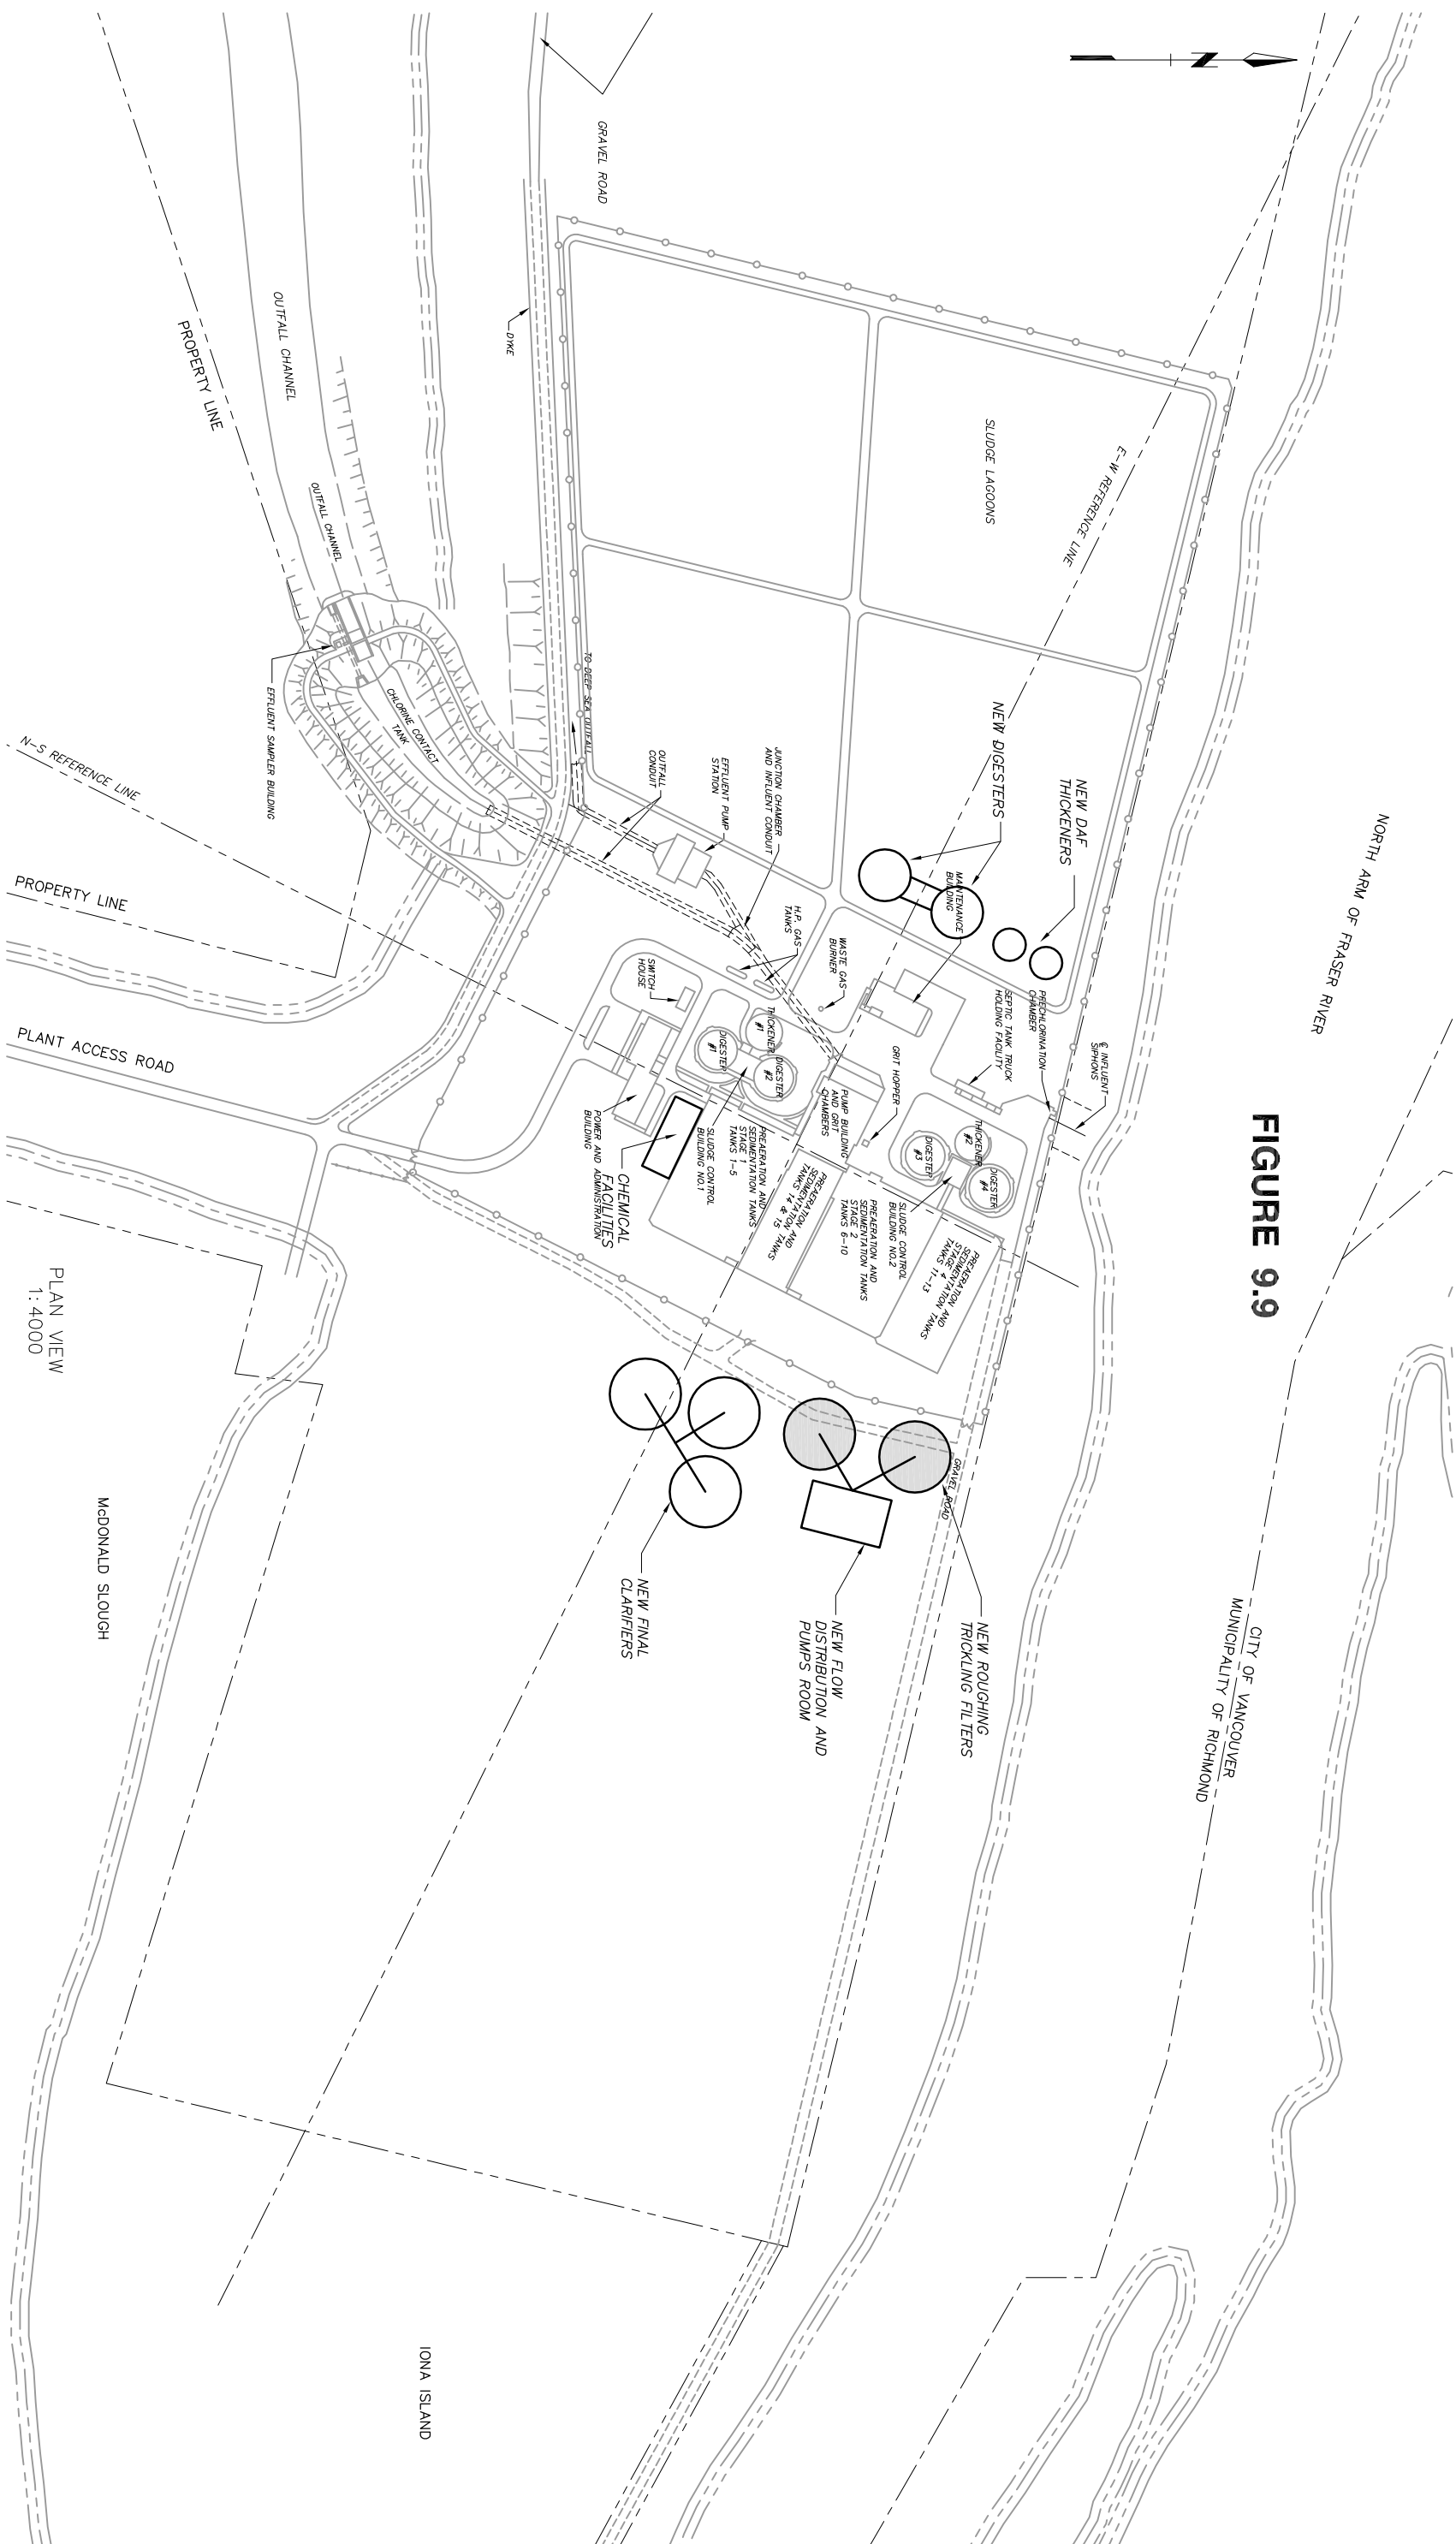 FIGURE 9.9
NORTH ARM OF FRASER RIVER
CITY OF VANCOUVER
MUNICIPALITY OF RICHMOND
GRAVEL ROAD
DYKE
SLUDGE LAGOONS
E-W REFERENCE LINE
OUTFALL CHANNEL
PROPERTY LINE
OUTFALL CHANNEL
EFFLUENT SAMPLER BUILDING
CHLORINE CONTACT
TANK
TO DEEP SEA OUTFALL
OUTFALL
CONDUIT
EFFLUENT PUMP
STATION
JUNCTION CHAMBER
AND INFLUENT CONDUIT
NEW DIGESTERS
NEW DAF
THICKENERS
MAINTENANCE
BUILDING
H.P. GAS
TANKS
WASTE GAS
BURNER
SWITCH
HOUSE
PRECHLORINATION
CHAMBER
SEPTIC TANK TRUCK
HOLDING FACILITY
℄ INFLUENT
SIPHONS
GRIT HOPPER
THICKENER
#1
DIGESTER
#1
DIGESTER
#2
THICKENER
#2
DIGESTER
#3
DIGESTER
#4
PUMP BUILDING
AND GRIT
CHAMBERS
SLUDGE CONTROL
BUILDING NO.1
PREAERATION AND
SEDIMENTATION TANKS
STAGE 1
TANKS 1-5
PREAERATION AND
SEDIMENTATION TANKS
TANKS 14 & 15
PREAERATION AND
SEDIMENTATION TANKS
STAGE 2
TANKS 6-10
SLUDGE CONTROL
BUILDING NO.2
PREAERATION AND
SEDIMENTATION TANKS
STAGE 4
TANKS 11-13
POWER AND ADMINISTRATION
BUILDING
CHEMICAL
FACILITIES
N-S REFERENCE LINE
PROPERTY LINE
PLANT ACCESS ROAD
PLAN VIEW
1: 4000
GRAVEL ROAD
NEW ROUGHING
TRICKLING FILTERS
NEW FLOW
DISTRIBUTION AND
PUMPS ROOM
NEW FINAL
CLARIFIERS
McDONALD SLOUGH
IONA ISLAND
N